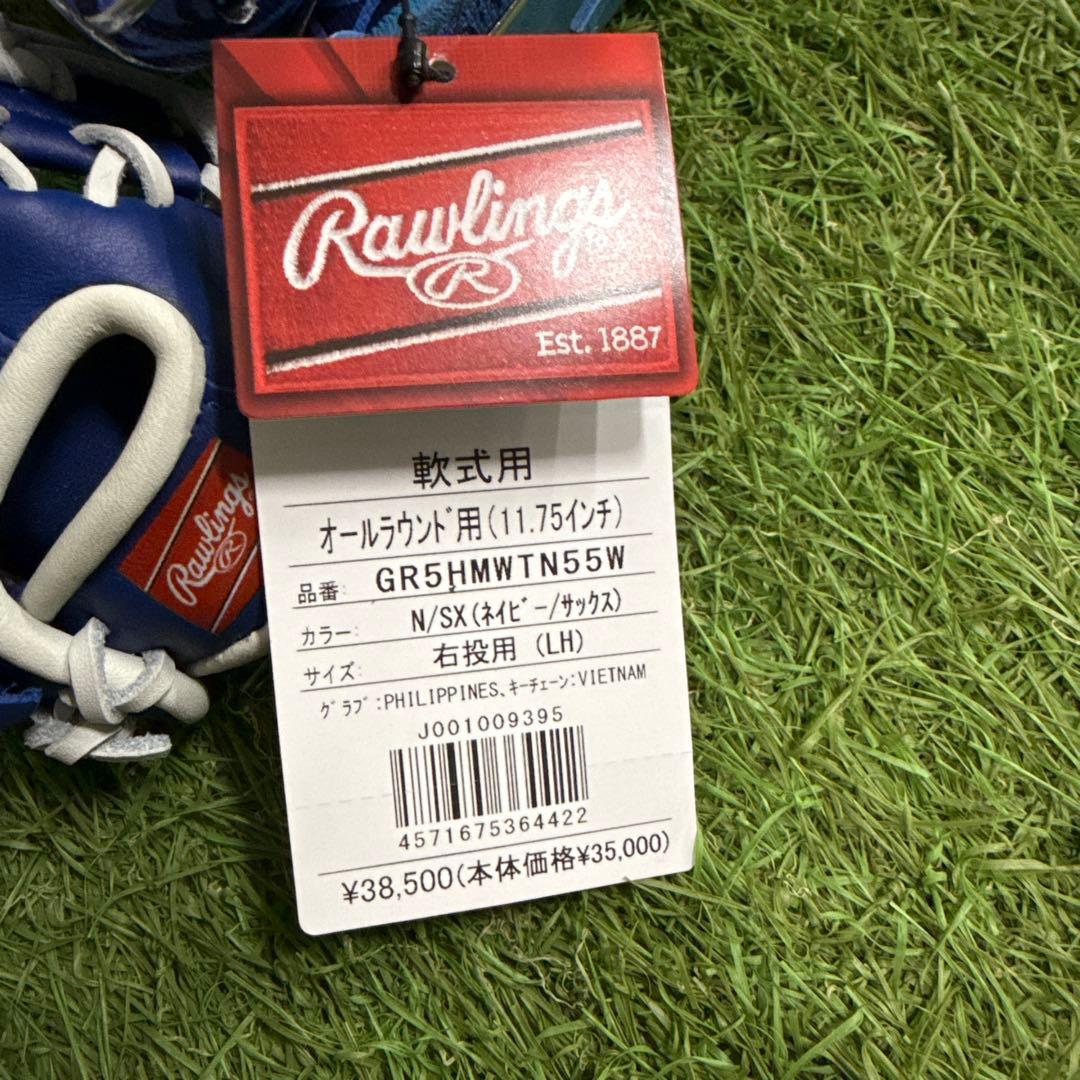 Rawlings
R
Est. 1887
軟式用
オールラウンド用(11.75インチ)
品番: GR5HMWTN55W
カラー: N/SX(ネイビー/サックス)
サイズ: 右投用 (LH)
グラブ:PHILIPPINES、キーチェーン:VIETNAM
J001009395
4571675364422
¥38,500(本体価格¥35,000)
Rawlings
R